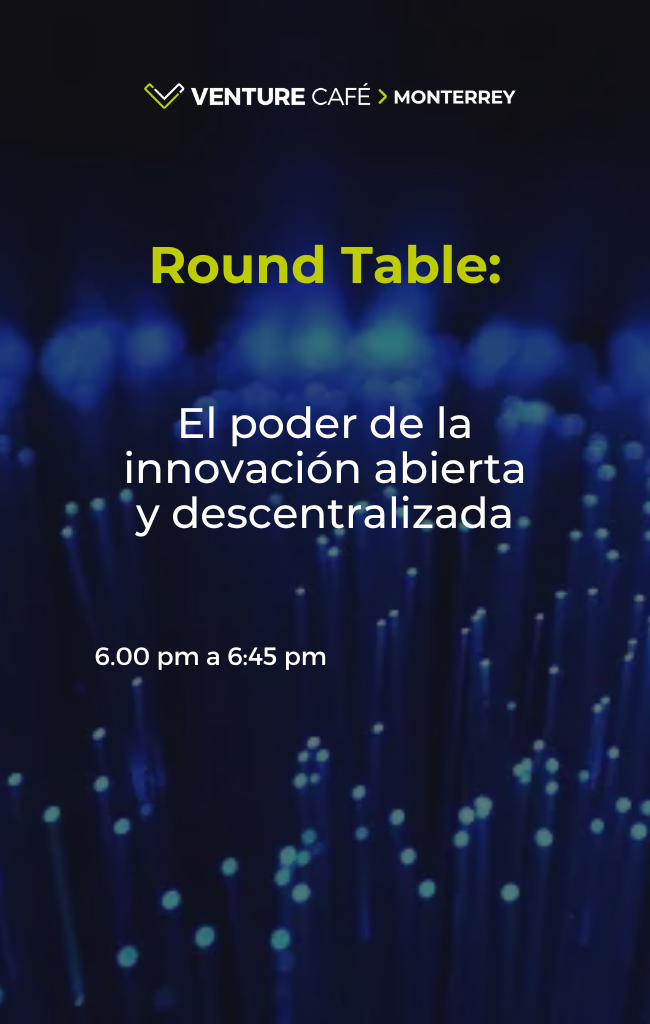 VENTURE CAFÉ > MONTERREY
Round Table:
El poder de la
innovación abierta
y descentralizada
6.00 pm a 6:45 pm